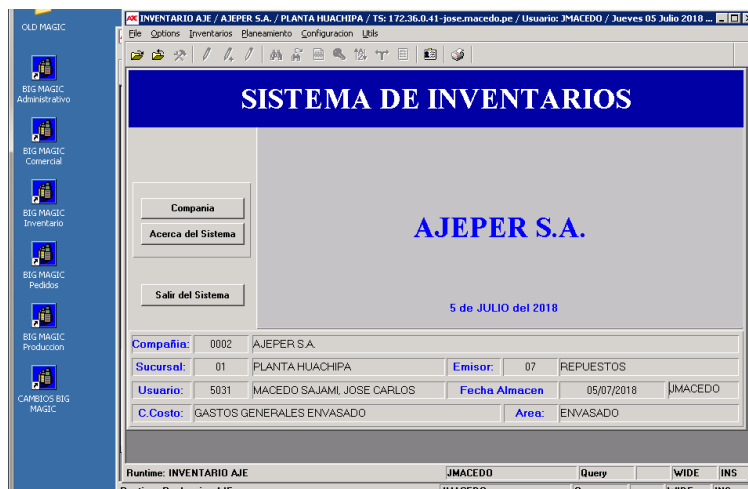 OLD MAGIC
BIG MAGIC
Administrativo
BIG MAGIC
Comercial
BIG MAGIC
Inventario
BIG MAGIC
Pedidos
BIG MAGIC
Produccion
CAMBIOS BIG
MAGIC
INVENTARIO AJE / AJEPER S.A. / PLANTA HUACHIPA / TS: 172.36.0.41-jose.macedo.pe / Usuario: JMACEDO / Jueves 05 Julio 2018 ...
File Options Inventarios Planeamiento Configuracion Utils
SISTEMA DE INVENTARIOS
Compania
Acerca del Sistema
Salir del Sistema
AJEPER S.A.
5 de JULIO del 2018
Compañia: 0002 AJEPER S.A.
Sucursal: 01 PLANTA HUACHIPA Emisor: 07 REPUESTOS
Usuario: 5031 MACEDO SAJAMI, JOSE CARLOS Fecha Almacen 05/07/2018 JMACEDO
C.Costo: GASTOS GENERALES ENVASADO Area: ENVASADO
Runtime: INVENTARIO AJE JMACEDO Query WIDE INS